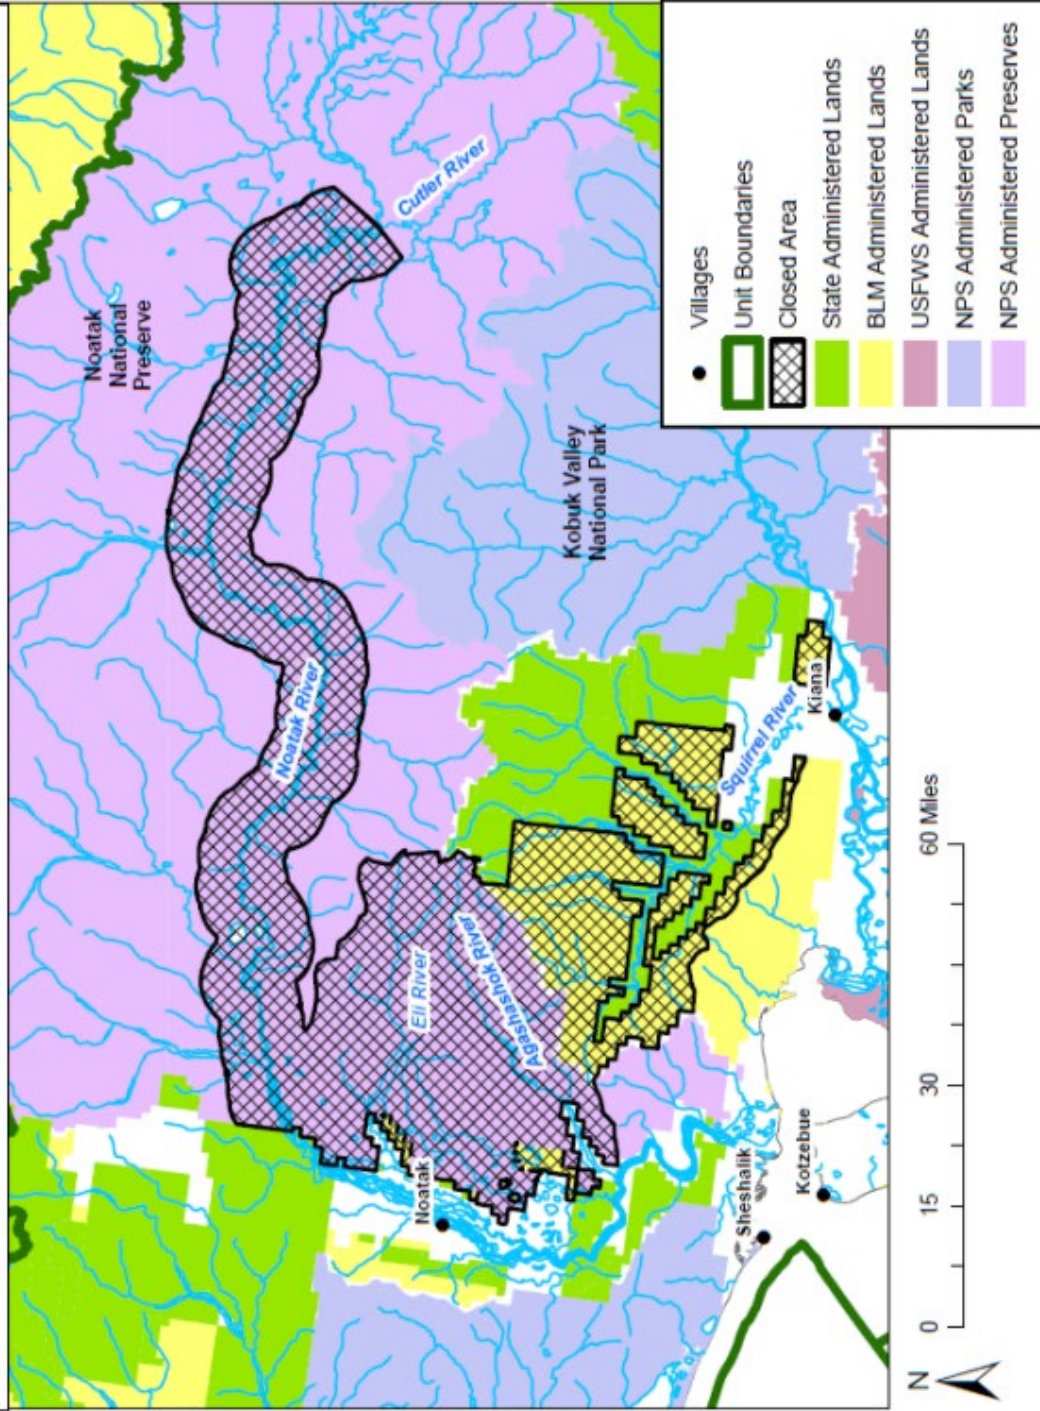 Noatak
National
Preserve
Cutler River
Noatak River
Kobuk Valley
National Park
Eli River
Agashashok River
Squirrel River
Kiana
Noatak
Sheshalik
Kotzebue
Villages
Unit Boundaries
Closed Area
State Administered Lands
BLM Administered Lands
USFWS Administered Lands
NPS Administered Parks
NPS Administered Preserves
N
0 15 30 60 Miles